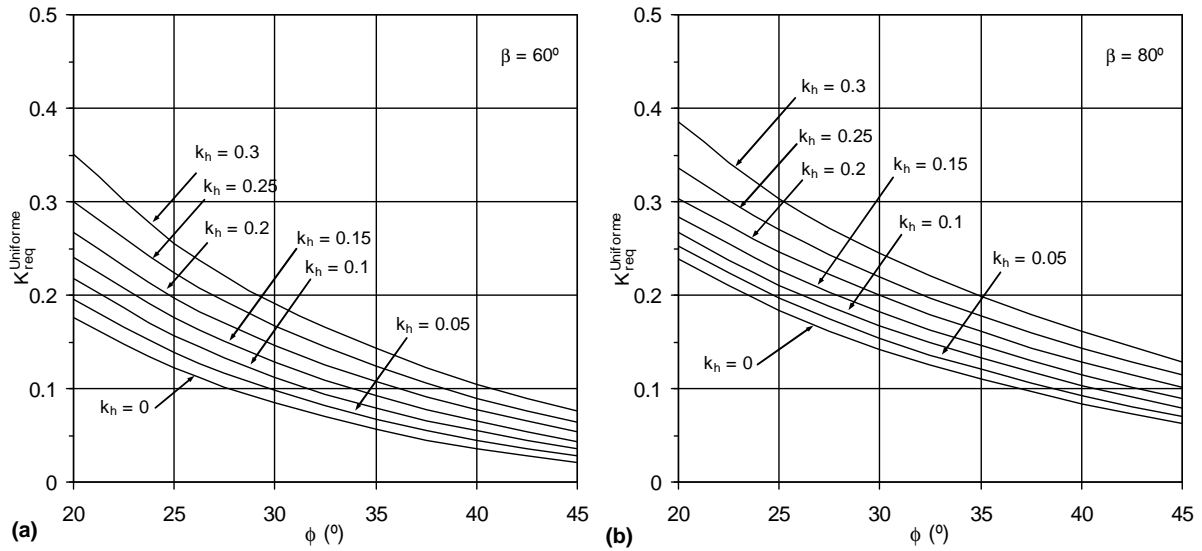 0.5
0.4
0.3
0.2
0.1
0
K_req^Uniforme
β = 60º
k_h = 0.3
k_h = 0.25
k_h = 0.2
k_h = 0.15
k_h = 0.1
k_h = 0.05
k_h = 0
20 25 30 35 40 45
(a)
ϕ (º)
0.5
0.4
0.3
0.2
0.1
0
K_req^Uniforme
β = 80º
k_h = 0.3
k_h = 0.25
k_h = 0.15
k_h = 0.2
k_h = 0.1
k_h = 0.05
k_h = 0
20 25 30 35 40 45
(b)
ϕ (º)